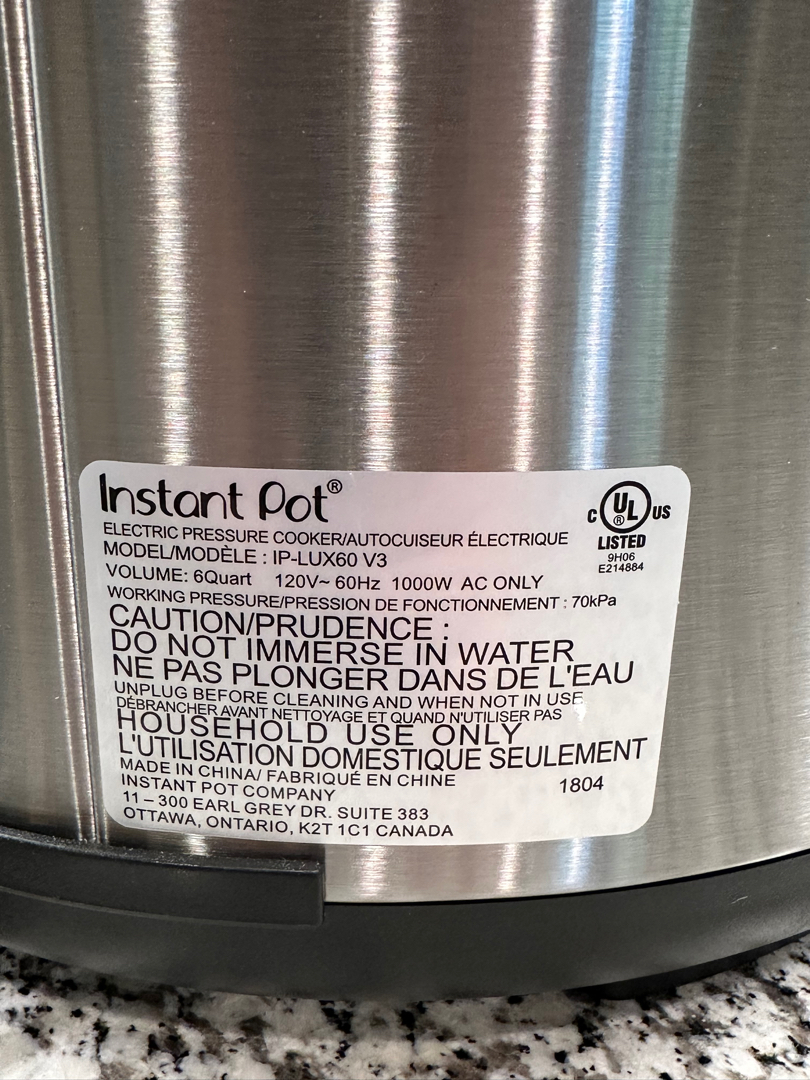 Instant Pot®
ELECTRIC PRESSURE COOKER/AUTOCUISEUR ÉLECTRIQUE
MODEL/MODÈLE : IP-LUX60 V3
VOLUME: 6Quart 120V~ 60Hz 1000W AC ONLY
WORKING PRESSURE/PRESSION DE FONCTIONNEMENT : 70kPa
CAUTION/PRUDENCE :
DO NOT IMMERSE IN WATER
NE PAS PLONGER DANS DE L'EAU
UNPLUG BEFORE CLEANING AND WHEN NOT IN USE
DÉBRANCHER AVANT NETTOYAGE ET QUAND N'UTILISER PAS
HOUSEHOLD USE ONLY
L'UTILISATION DOMESTIQUE SEULEMENT
MADE IN CHINA/ FABRIQUÉ EN CHINE
INSTANT POT COMPANY
11 – 300 EARL GREY DR. SUITE 383
OTTAWA, ONTARIO, K2T 1C1 CANADA
1804
C UL® US
LISTED
9H06
E214884